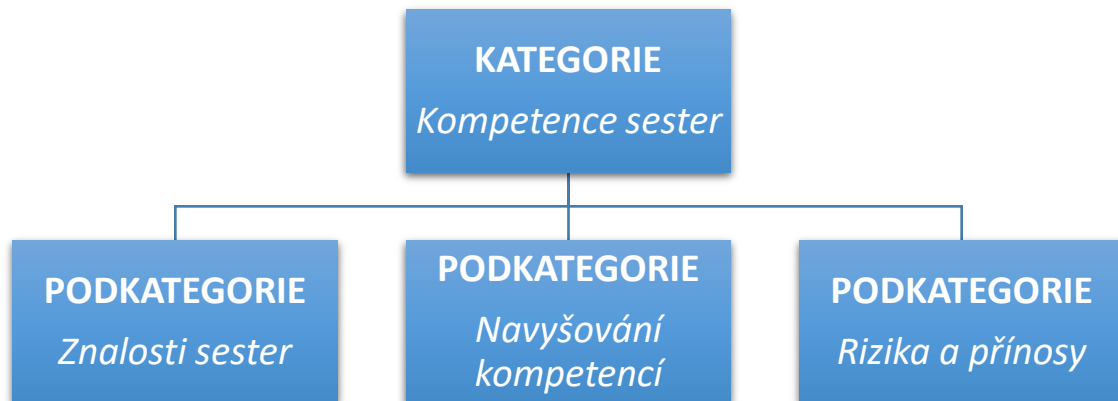 KATEGORIE
Kompetence sester
PODKATEGORIE
Znalosti sester
PODKATEGORIE
Navyšování
kompetencí
PODKATEGORIE
Rizika a přínosy